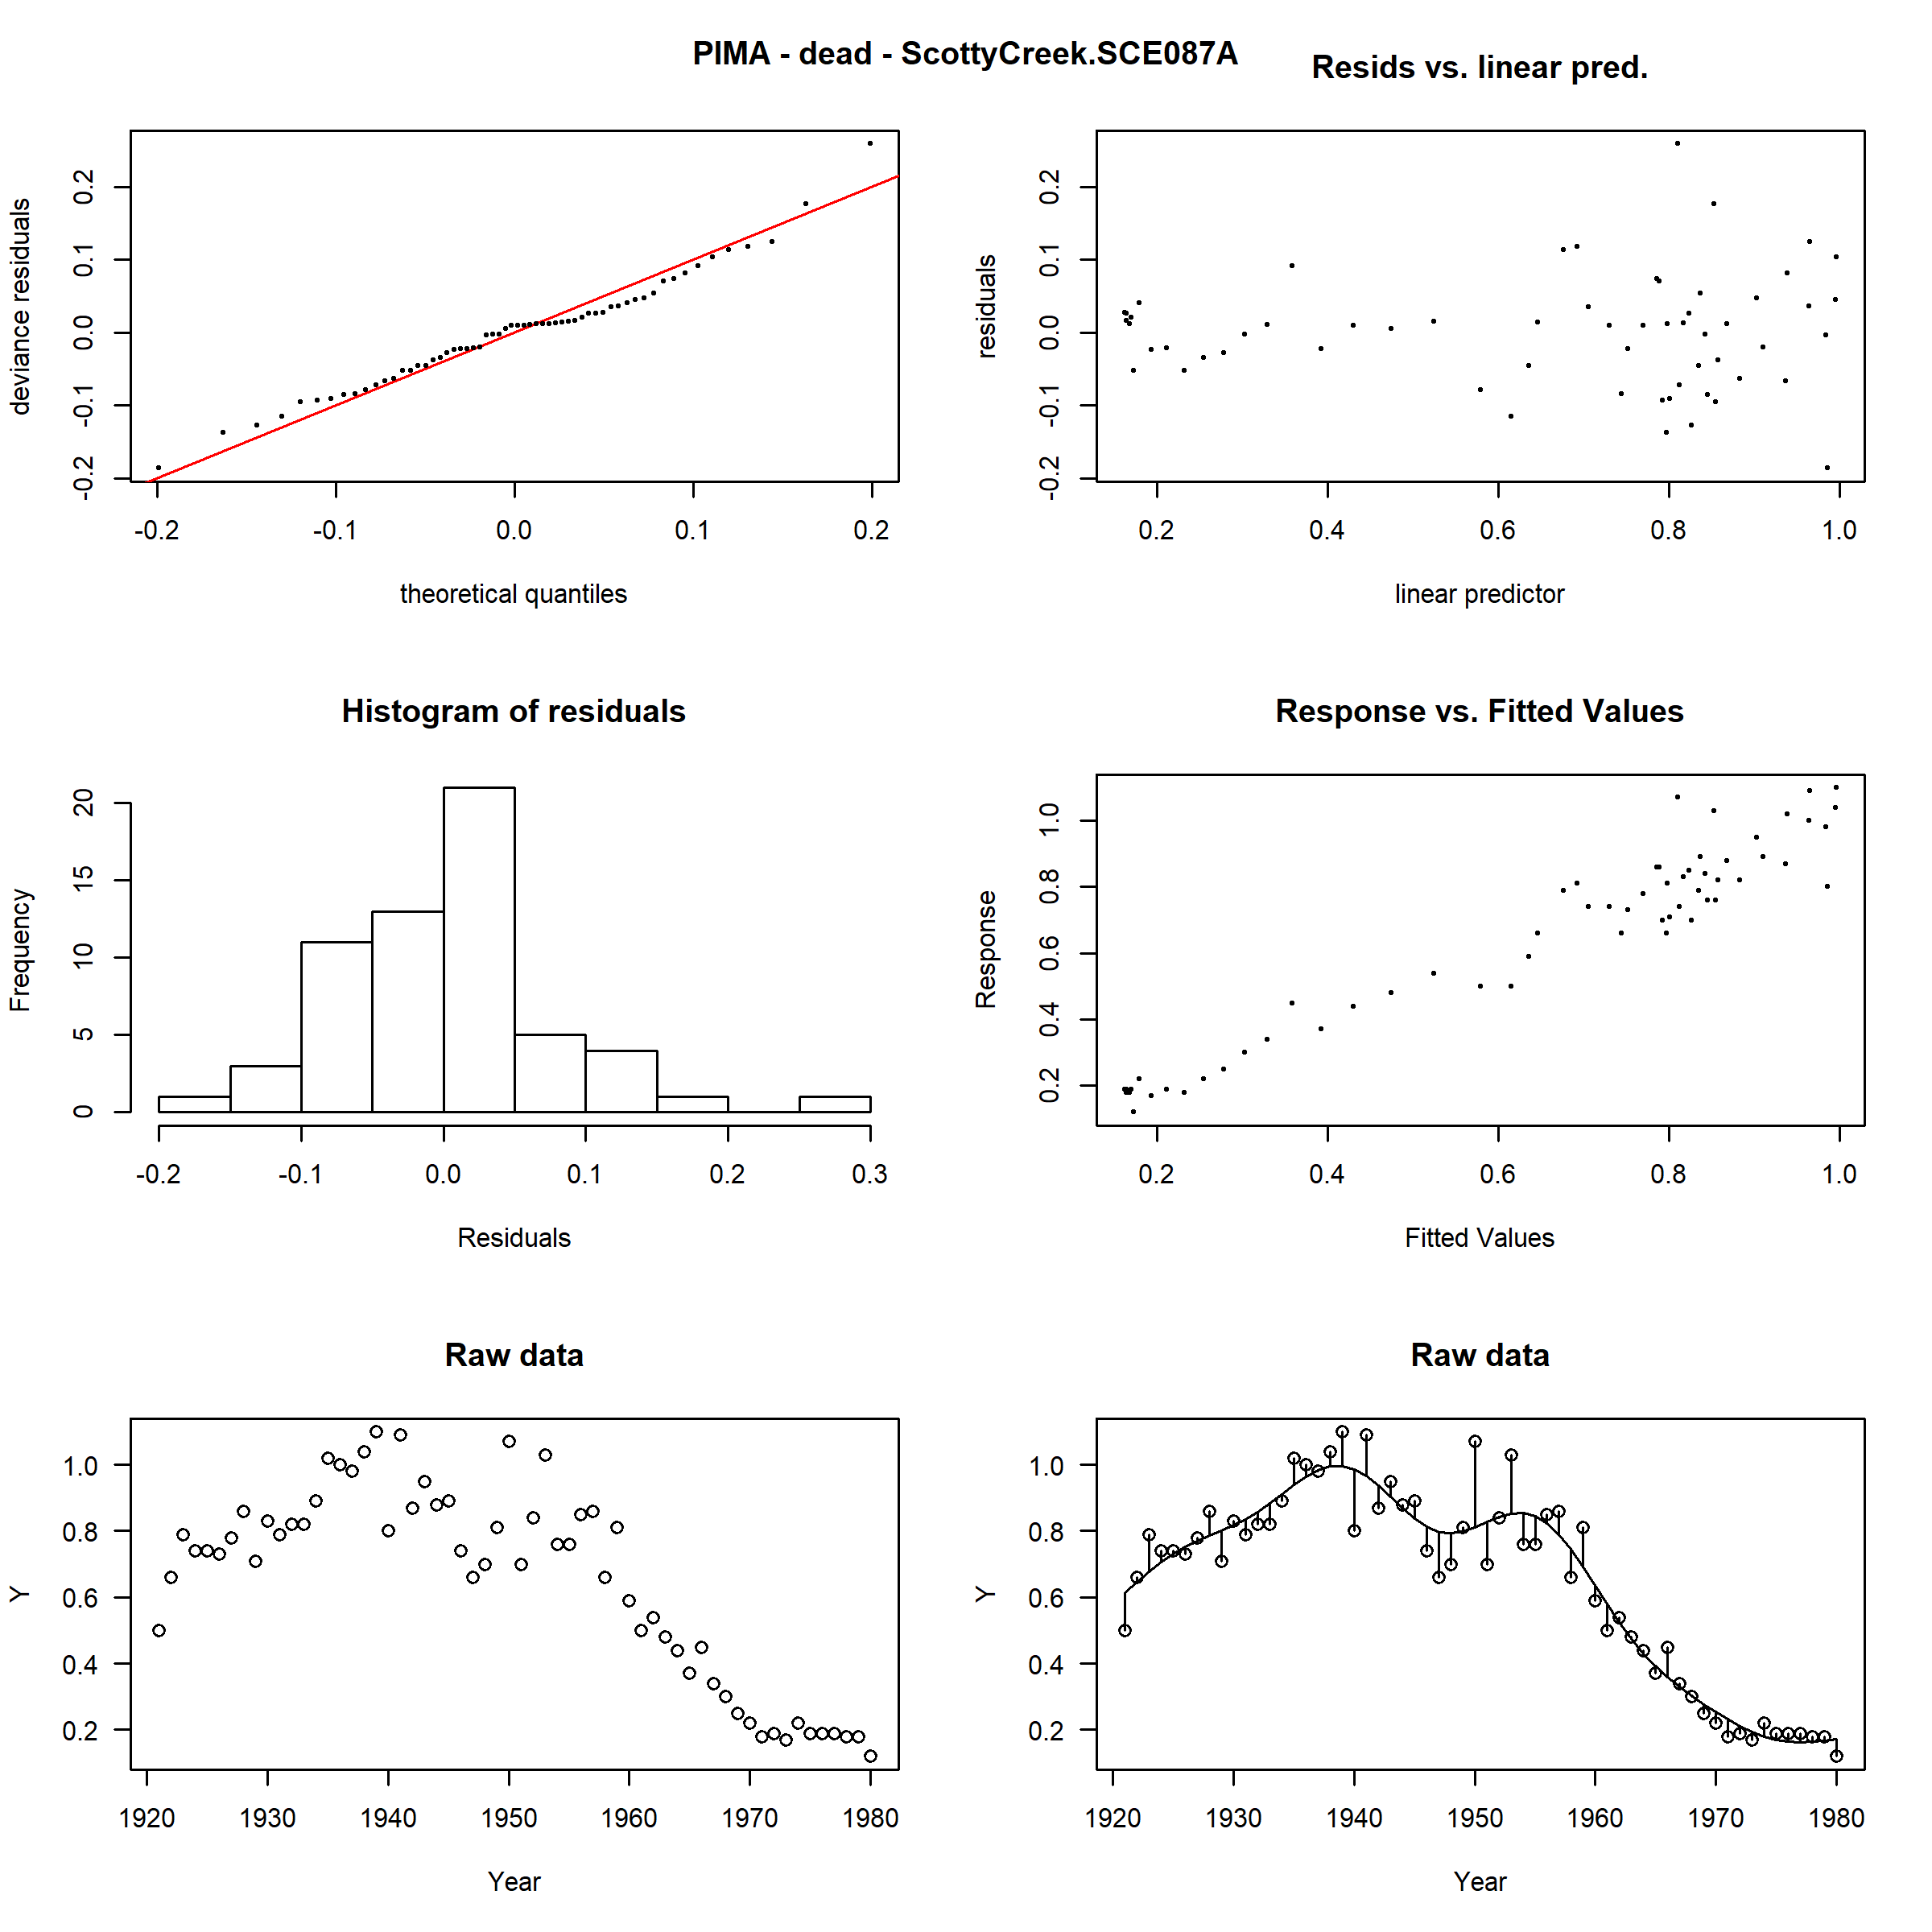 PIMA - dead - ScottyCreek.SCE087A
Resids vs. linear pred.
deviance residuals
-0.2 -0.1 0.0 0.1 0.2
-0.2 -0.1 0.0 0.1 0.2
theoretical quantiles
residuals
-0.2 -0.1 0.0 0.1 0.2
0.2 0.4 0.6 0.8 1.0
linear predictor
Histogram of residuals
Frequency
0 5 10 15 20
-0.2 -0.1 0.0 0.1 0.2 0.3
Residuals
Response vs. Fitted Values
Response
0.2 0.4 0.6 0.8 1.0
0.2 0.4 0.6 0.8 1.0
Fitted Values
Raw data
Y
1.0
0.8
0.6
0.4
0.2
1920 1930 1940 1950 1960 1970 1980
Year
Raw data
Y
1.0
0.8
0.6
0.4
0.2
1920 1930 1940 1950 1960 1970 1980
Year